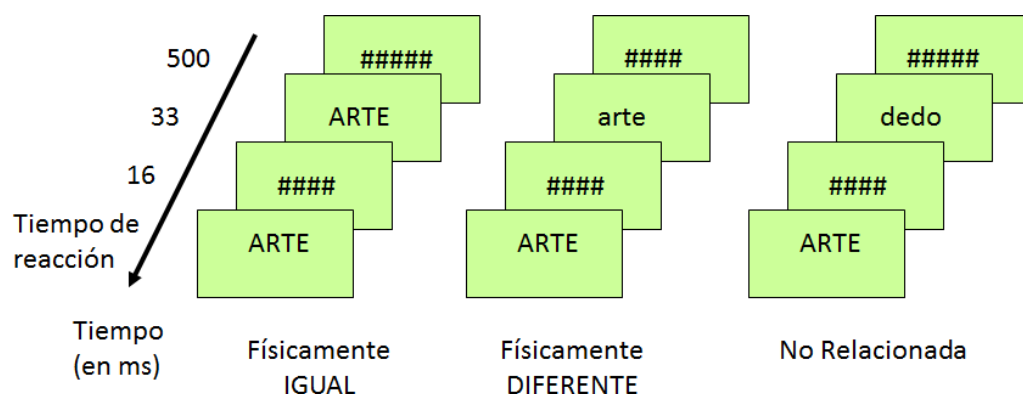 500
#####
####
#####
33
ARTE
arte
dedo
16
####
####
####
Tiempo de
reacción
ARTE
ARTE
ARTE
Tiempo
(en ms)
Físicamente
IGUAL
Físicamente
DIFERENTE
No Relacionada